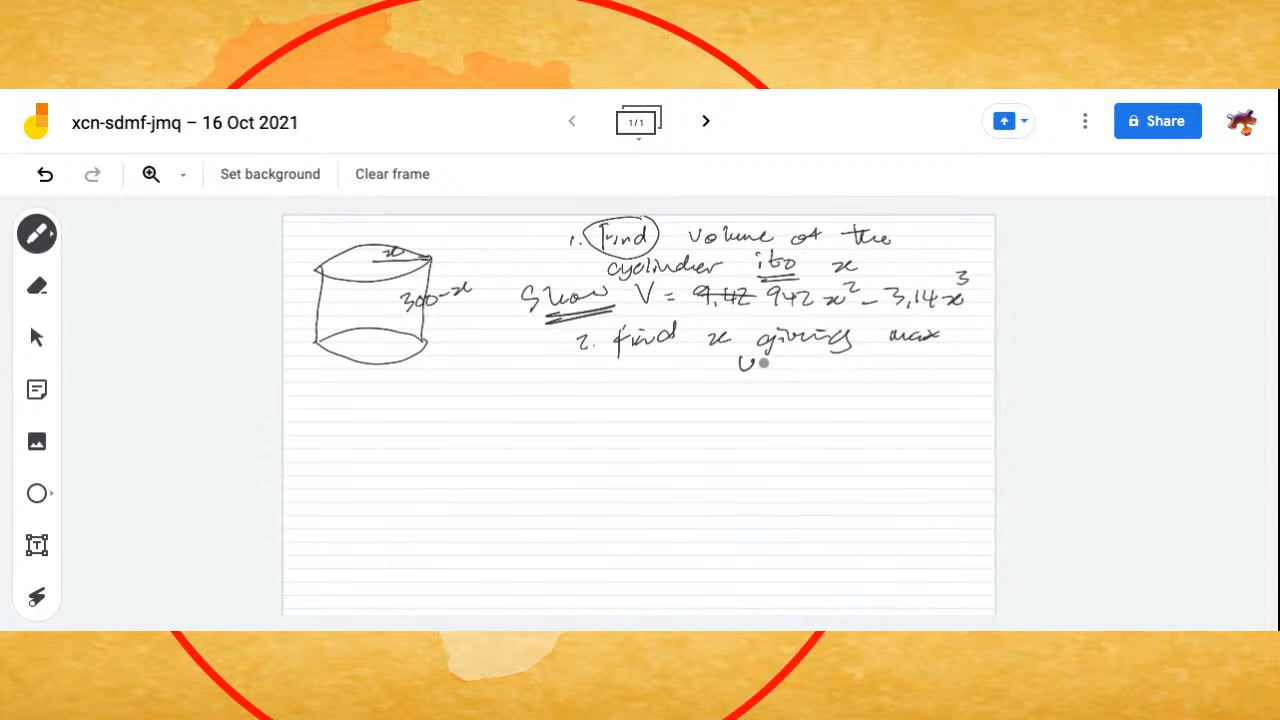 xcn-sdmf-jmq – 16 Oct 2021
1/1
Share
Set background
Clear frame
1. Find volume of the
cylinder ito x
Show V = 9,42 942 x² - 3,14 x³
2. find x giving max
V
x
300-x
T